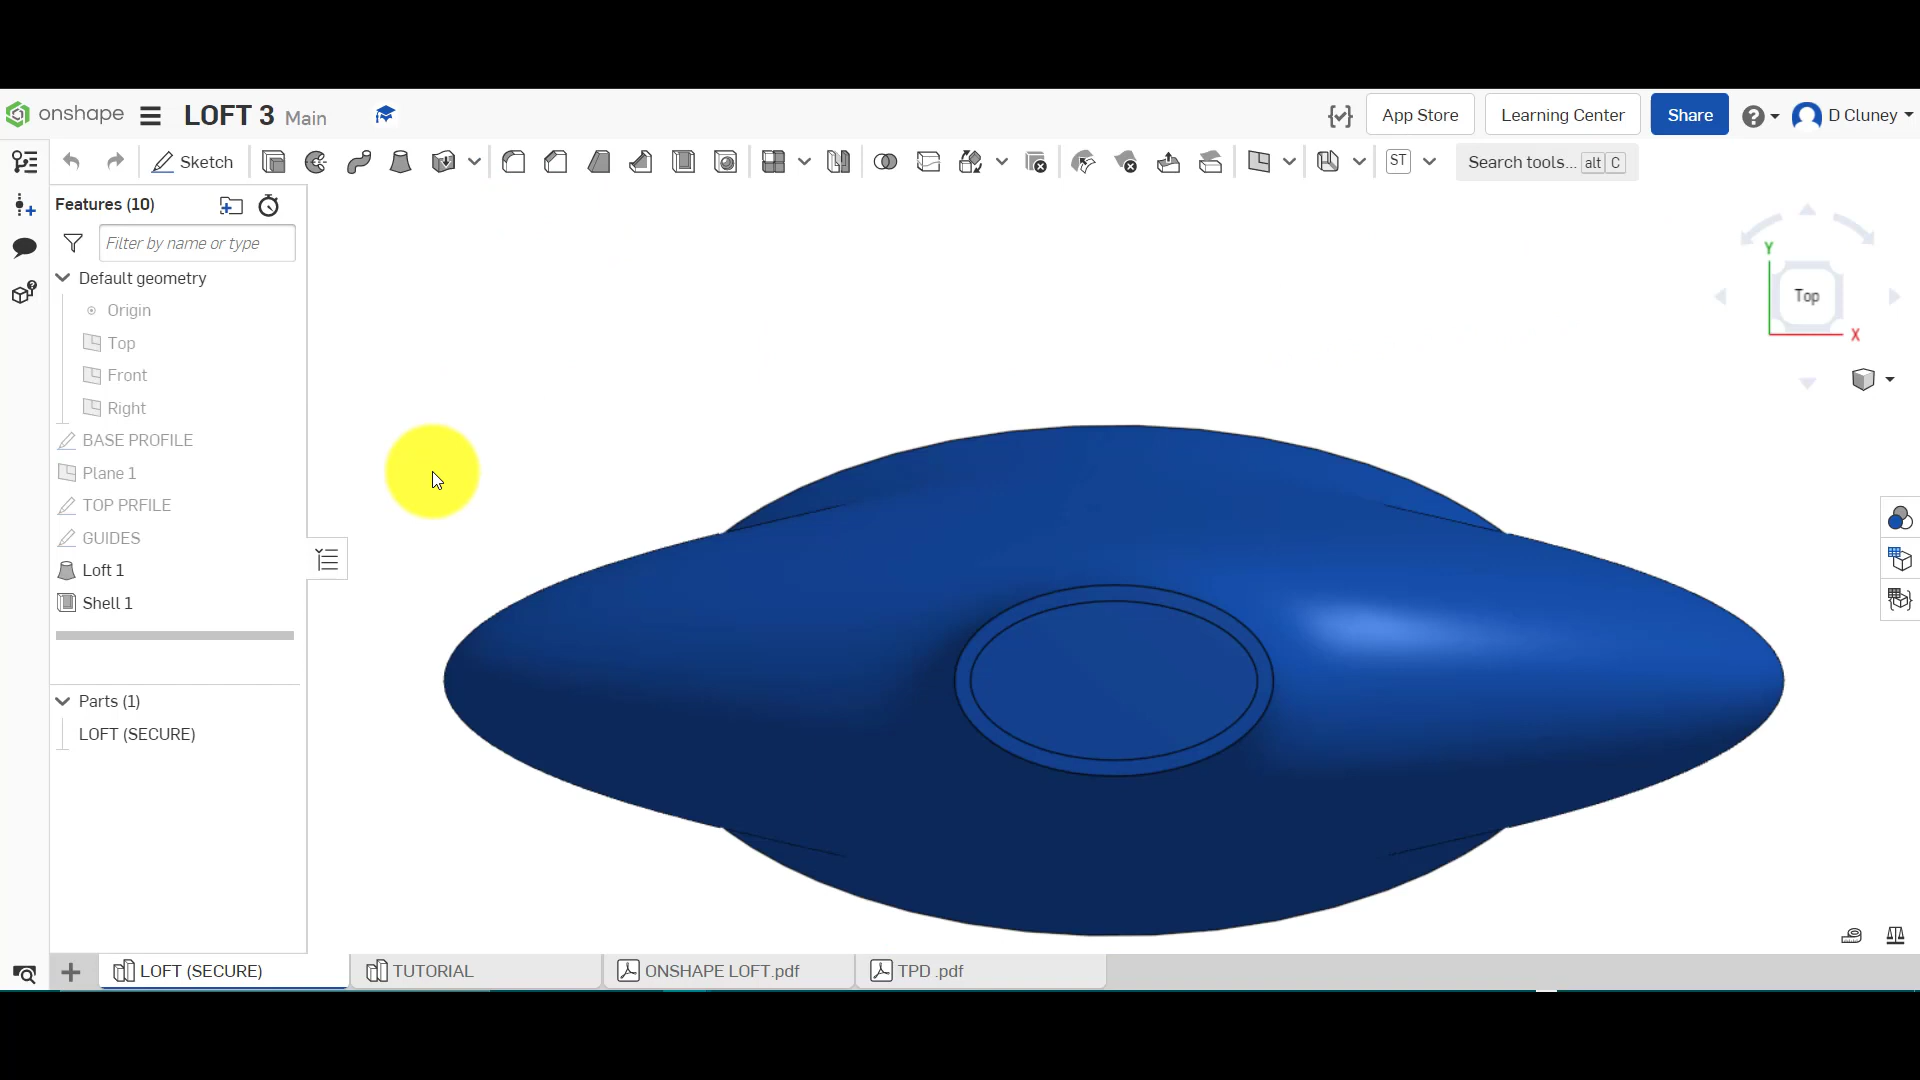 onshape LOFT 3 Main App Store Learning Center Share ? D Cluney
Sketch ST Search tools... alt C
Features (10)
Filter by name or type
Default geometry
Origin
Top
Front
Right
BASE PROFILE
Plane 1
TOP PRFILE
GUIDES
Loft 1
Shell 1
Parts (1)
LOFT (SECURE)
Y
Top
X
LOFT (SECURE) TUTORIAL ONSHAPE LOFT.pdf TPD .pdf